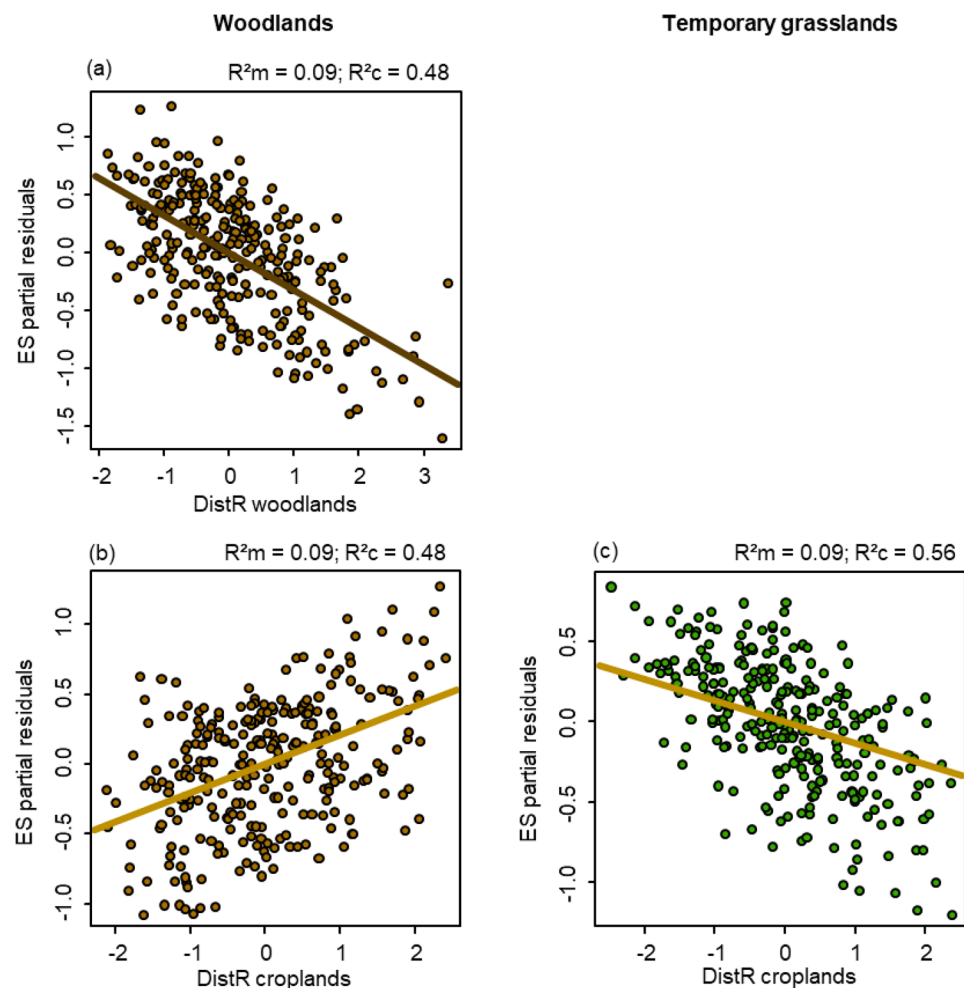 Woodlands
Temporary grasslands
(a)
R²m = 0.09; R²c = 0.48
ES partial residuals
1.0
0.5
0.0
-0.5
-1.0
-1.5
-2 -1 0 1 2 3
DistR woodlands
(b)
R²m = 0.09; R²c = 0.48
ES partial residuals
1.0
0.5
0.0
-0.5
-1.0
-2 -1 0 1 2
DistR croplands
(c)
R²m = 0.09; R²c = 0.56
ES partial residuals
0.5
0.0
-0.5
-1.0
-2 -1 0 1 2
DistR croplands